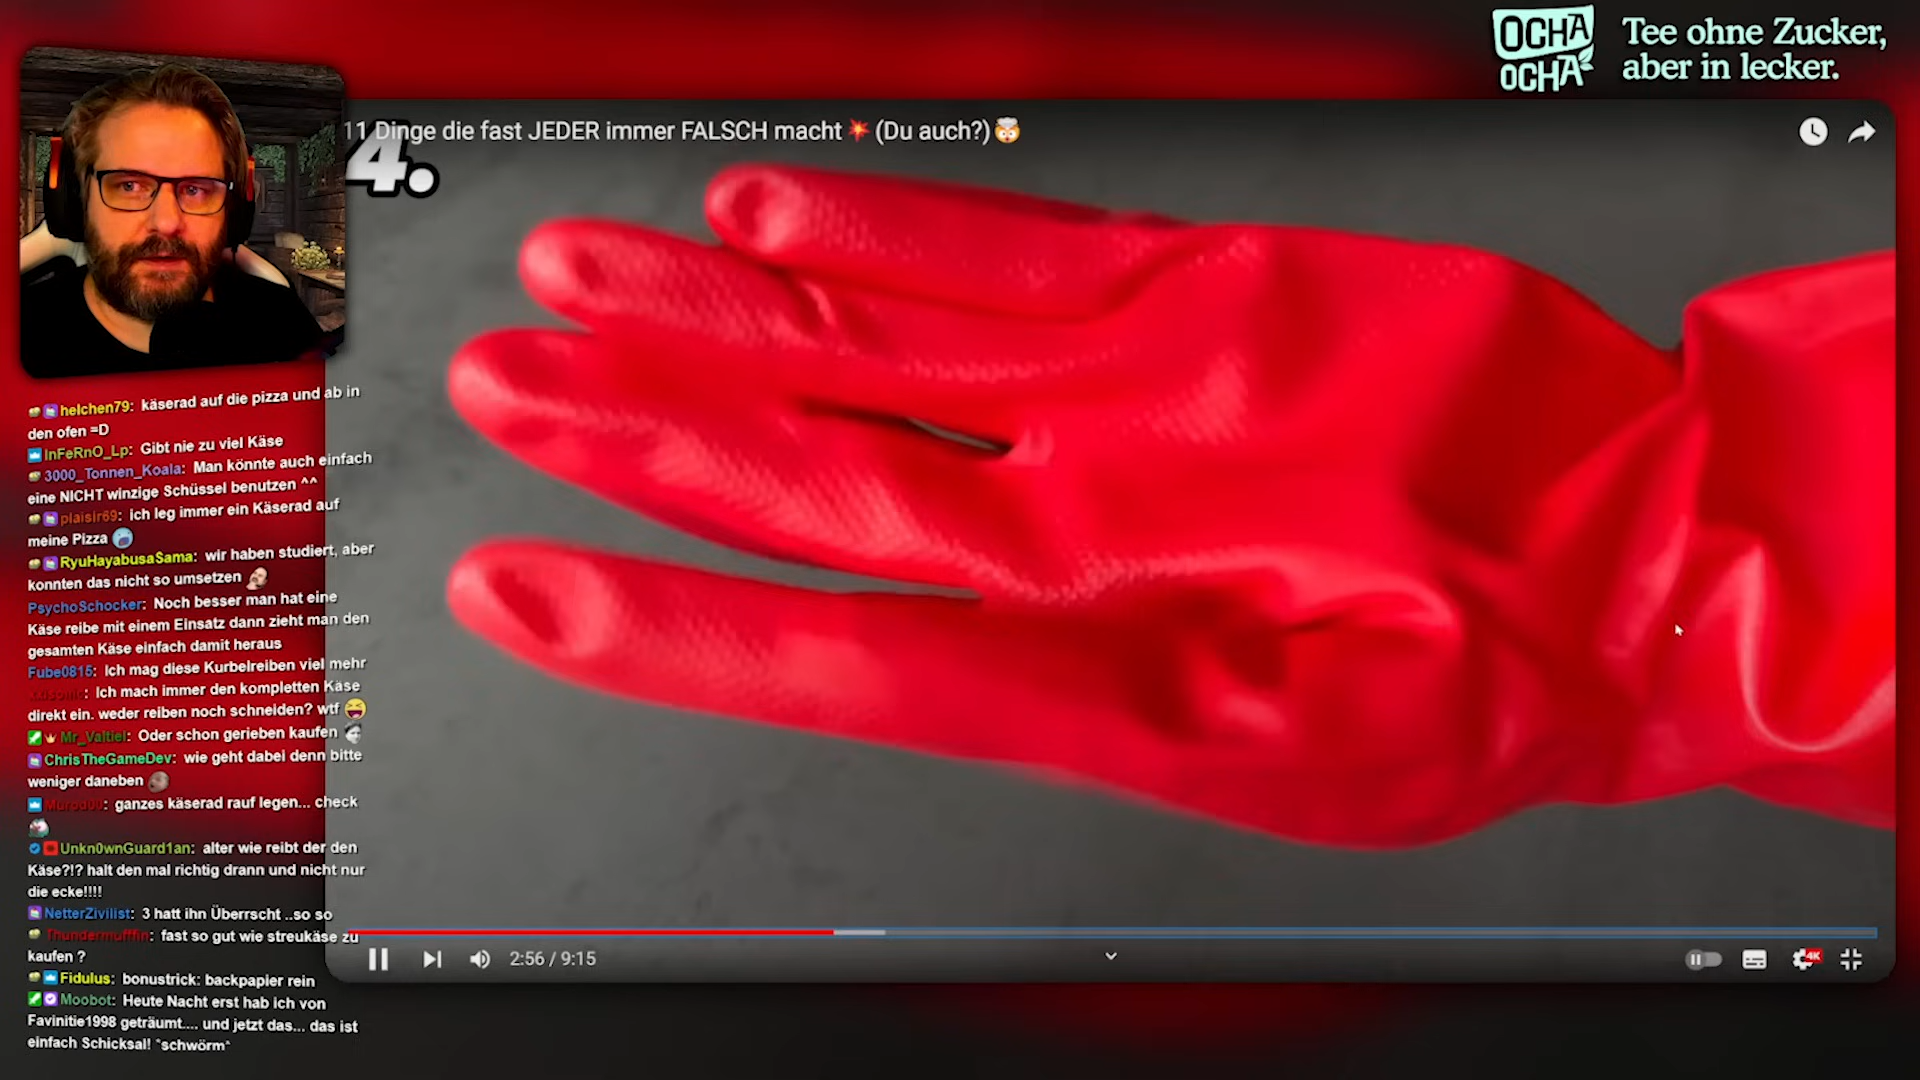 OCHA
OCHA
Tee ohne Zucker,
aber in lecker.
11 Dinge die fast JEDER immer FALSCH macht 💥 (Du auch?) 🤯
4.
helchen79: käserad auf die pizza und ab in
den ofen =D
InFeRnO_Lp: Gibt nie zu viel Käse
3000_Tonnen_Koala: Man könnte auch einfach
eine NICHT winzige Schüssel benutzen ^^
plaisir69: ich leg immer ein Käserad auf
meine Pizza
RyuHayabusaSama: wir haben studiert, aber
konnten das nicht so umsetzen
PsychoSchocker: Noch besser man hat eine
Käse reibe mit einem Einsatz dann zieht man den
gesamten Käse einfach damit heraus
Fube0815: Ich mag diese Kurbelreiben viel mehr
: Ich mach immer den kompletten Käse
direkt ein. weder reiben noch schneiden? wtf
Mr_Valtiel: Oder schon gerieben kaufen
ChrisTheGameDev: wie geht dabei denn bitte
weniger daneben
: ganzes käserad rauf legen... check
Unkn0wnGuard1an: alter wie reibt der den
Käse?!? halt den mal richtig drann und nicht nur
die ecke!!!!
NetterZivilist: 3 hatt ihn Überrscht ..so so
: fast so gut wie streukäse zu
kaufen ?
Fidulus: bonustrick: backpapier rein
Moobot: Heute Nacht erst hab ich von
Favinitie1998 geträumt.... und jetzt das... das ist
einfach Schicksal! *schwörm*
2:56 / 9:15
4K